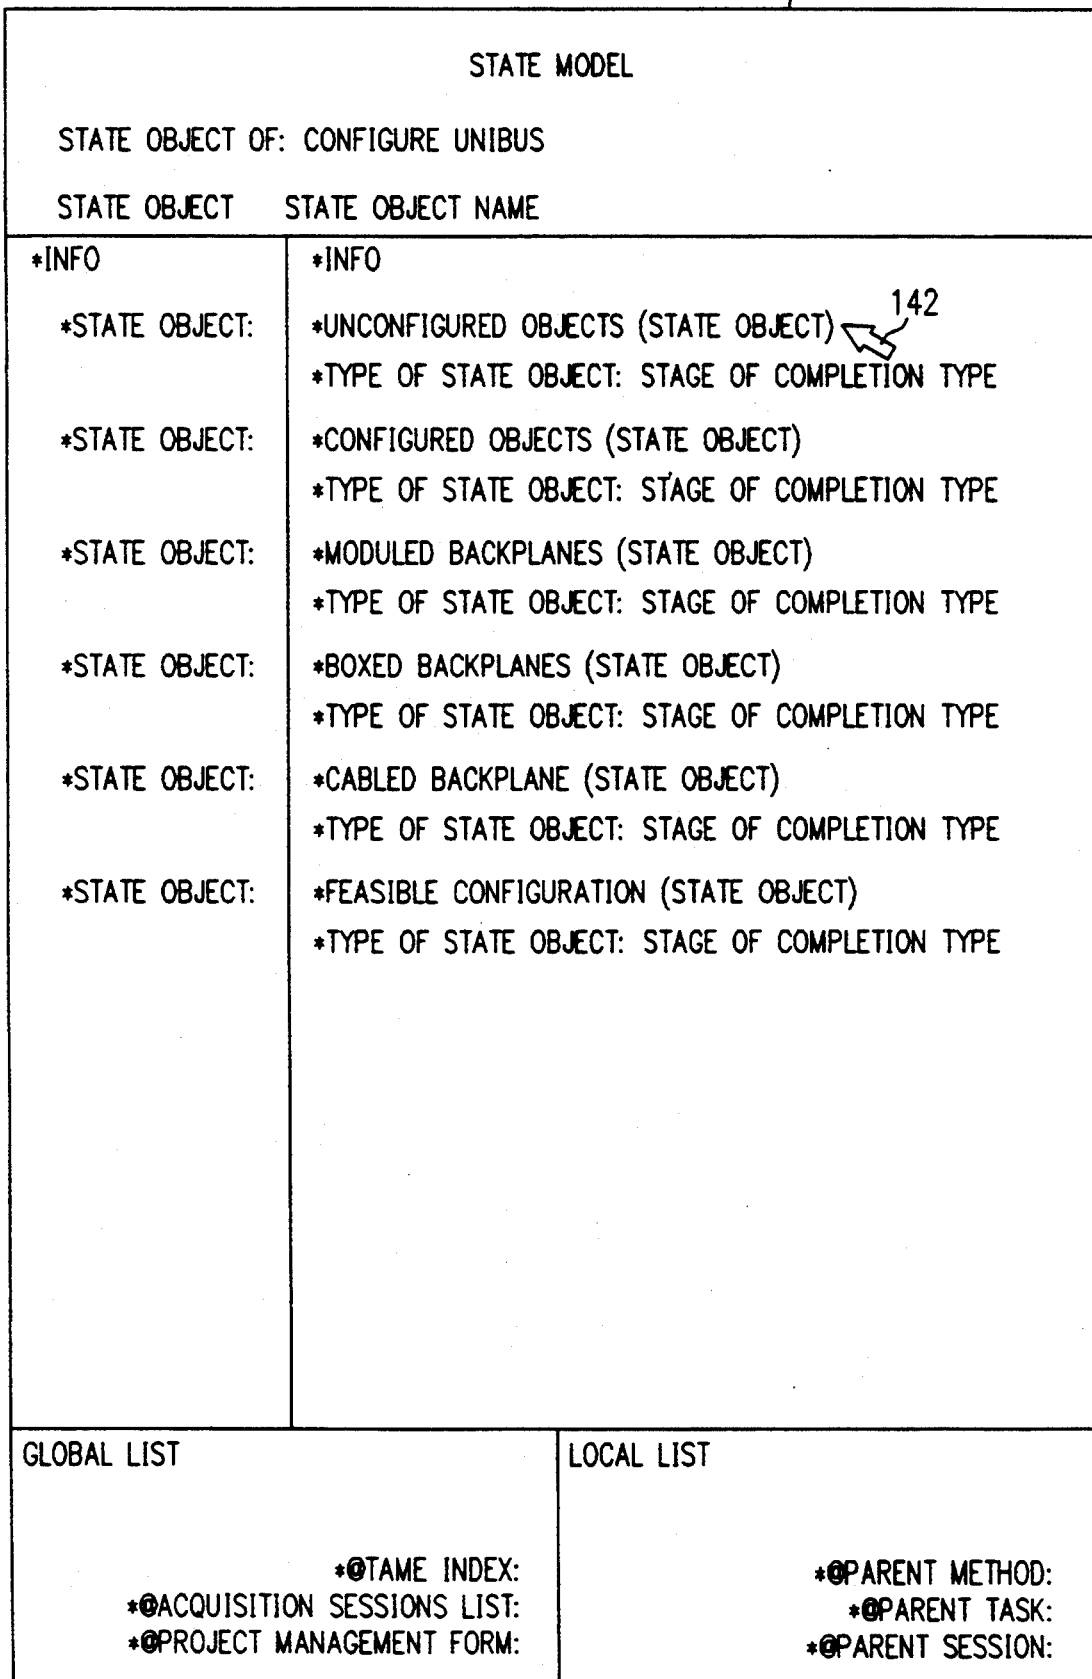 STATE MODEL
STATE OBJECT OF: CONFIGURE UNIBUS
STATE OBJECT STATE OBJECT NAME
*INFO *INFO
142
*STATE OBJECT: *UNCONFIGURED OBJECTS (STATE OBJECT)
*TYPE OF STATE OBJECT: STAGE OF COMPLETION TYPE
*STATE OBJECT: *CONFIGURED OBJECTS (STATE OBJECT)
*TYPE OF STATE OBJECT: STAGE OF COMPLETION TYPE
*STATE OBJECT: *MODULED BACKPLANES (STATE OBJECT)
*TYPE OF STATE OBJECT: STAGE OF COMPLETION TYPE
*STATE OBJECT: *BOXED BACKPLANES (STATE OBJECT)
*TYPE OF STATE OBJECT: STAGE OF COMPLETION TYPE
*STATE OBJECT: *CABLED BACKPLANE (STATE OBJECT)
*TYPE OF STATE OBJECT: STAGE OF COMPLETION TYPE
*STATE OBJECT: *FEASIBLE CONFIGURATION (STATE OBJECT)
*TYPE OF STATE OBJECT: STAGE OF COMPLETION TYPE
GLOBAL LIST
*@TAME INDEX:
*@ACQUISITION SESSIONS LIST:
*@PROJECT MANAGEMENT FORM:
LOCAL LIST
*@PARENT METHOD:
*@PARENT TASK:
*@PARENT SESSION: